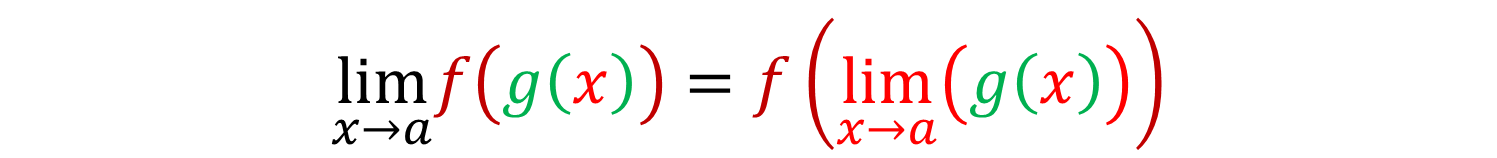 lim x→a f(g(x)) = f(lim x→a (g(x)))